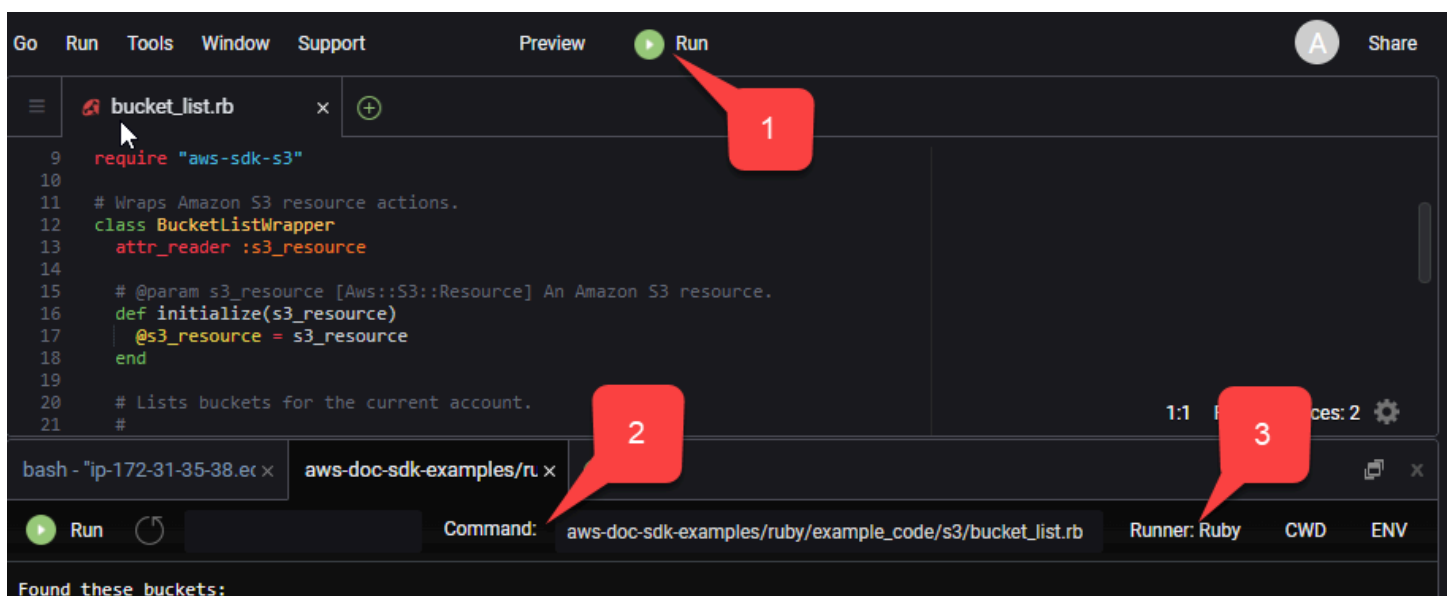 Go Run Tools Window Support Preview Run A Share
bucket_list.rb
1
9 require "aws-sdk-s3"
10
11 # Wraps Amazon S3 resource actions.
12 class BucketListWrapper
13 attr_reader :s3_resource
14
15 # @param s3_resource [Aws::S3::Resource] An Amazon S3 resource.
16 def initialize(s3_resource)
17 @s3_resource = s3_resource
18 end
19
20 # Lists buckets for the current account.
21 #
1:1 2
2
3
bash - "ip-172-31-35-38.ec aws-doc-sdk-examples/ru
Run Command: aws-doc-sdk-examples/ruby/example_code/s3/bucket_list.rb Runner: Ruby CWD ENV
Found these buckets: